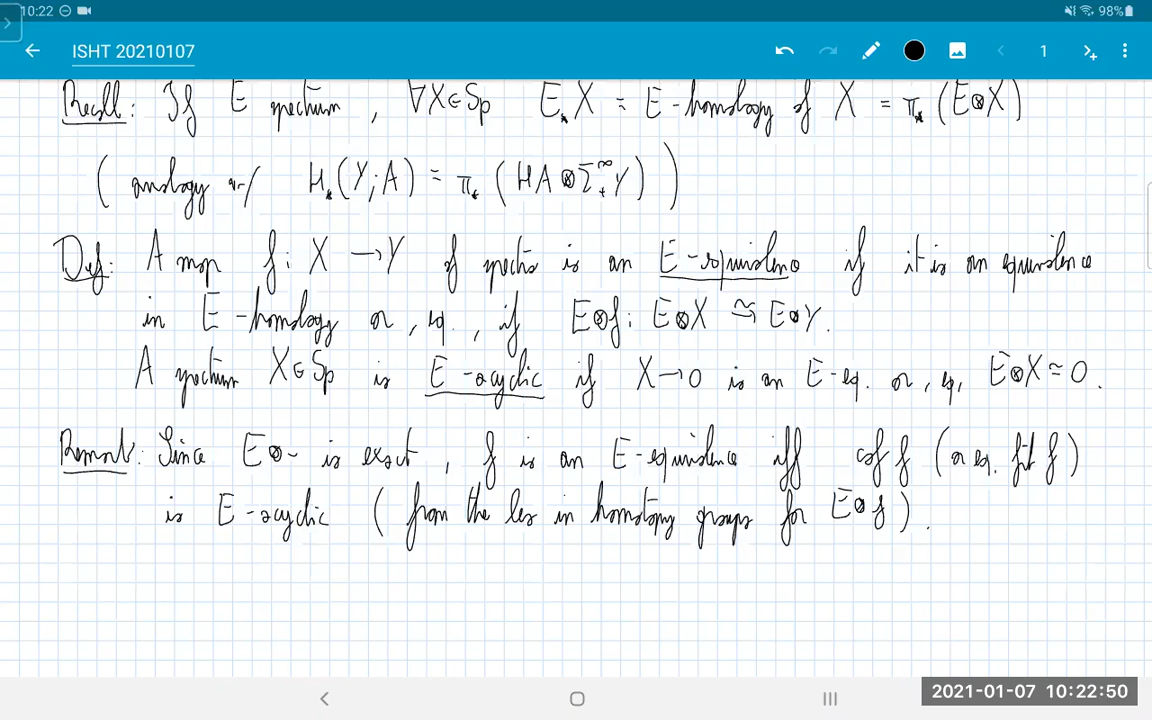 10:22 98%
ISHT 20210107 1
Recall: If E spectrum, ∀X∈Sp E_*X = E-homology of X = π_*(E⊗X)
(analogy w/ H_*(Y;A) = π_*(HA⊗Σ^∞_+Y))
Def: A map f: X → Y of spectra is an E-equivalence if it is an equivalence
in E-homology or, eq., if E⊗f: E⊗X ≃→ E⊗Y.
A spectrum X∈Sp is E-acyclic if X→0 is an E-eq. or, eq, E⊗X≃0.
Remark: Since E⊗- is exact, f is an E-equivalence iff cof f (or eq. fib f)
is E-acyclic (from the les in homotopy groups for E⊗f).
2021-01-07 10:22:50